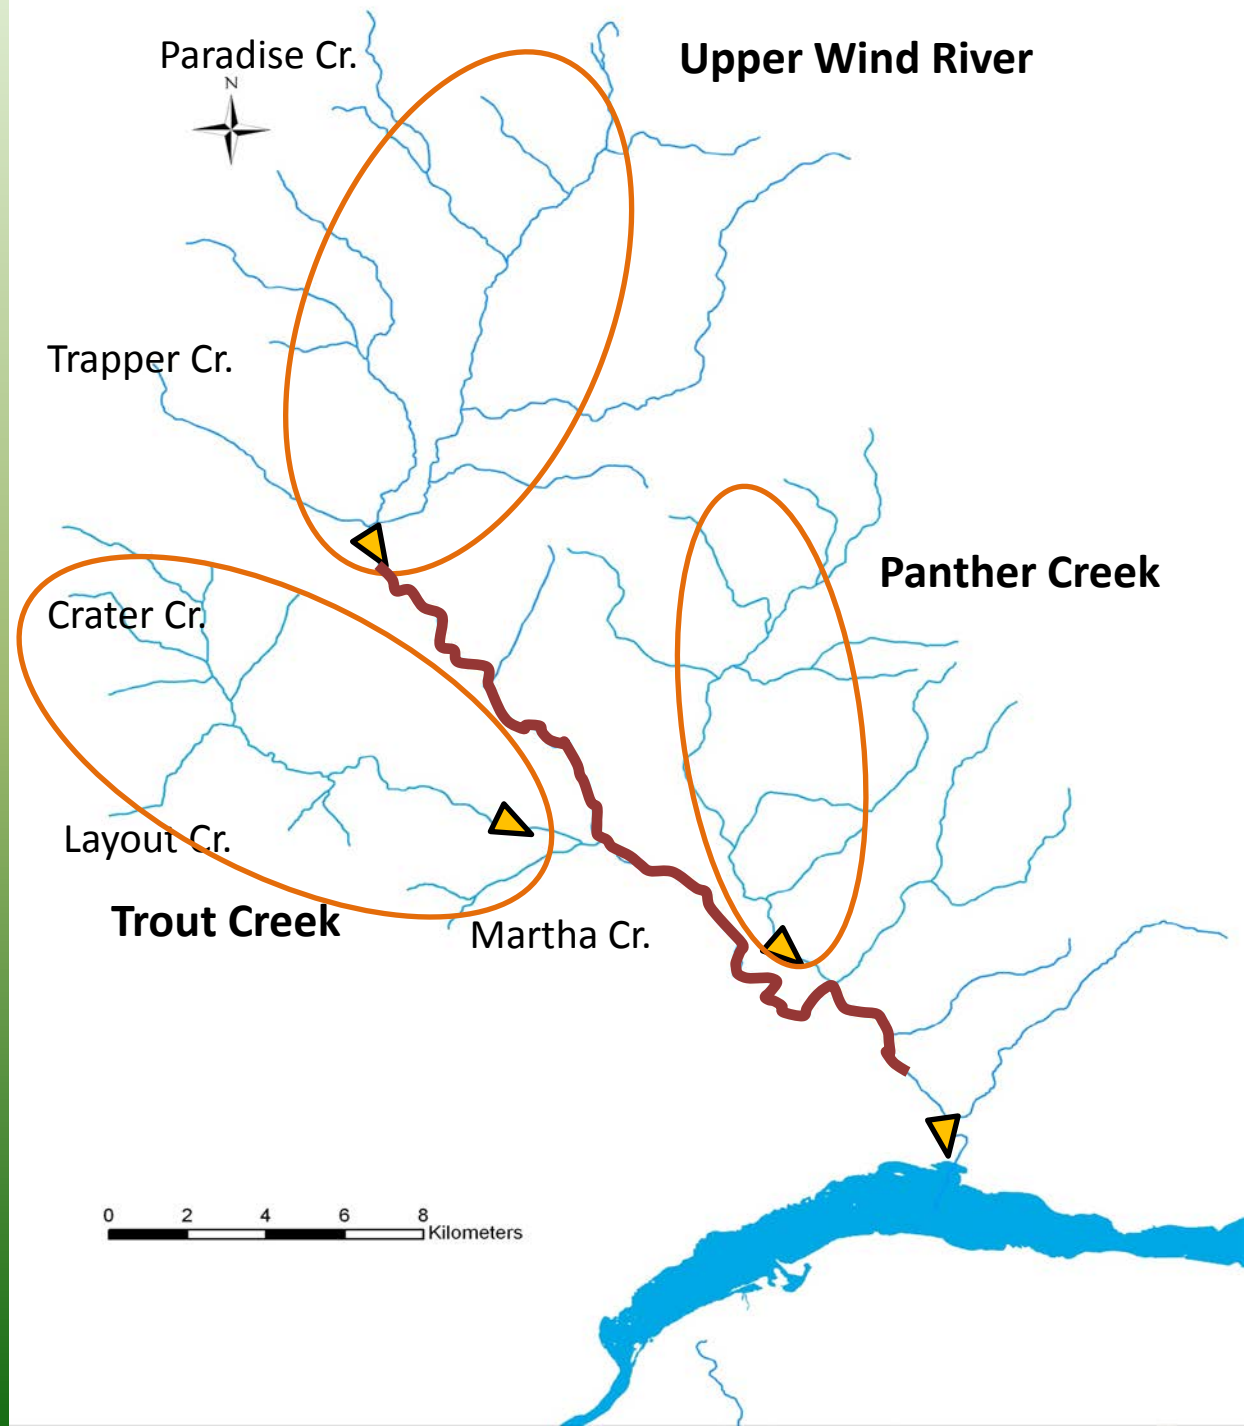 Paradise Cr.
Upper Wind River
N
Trapper Cr.
Panther Creek
Crater Cr.
Layout Cr.
Trout Creek
Martha Cr.
0 2 4 6 8
Kilometers